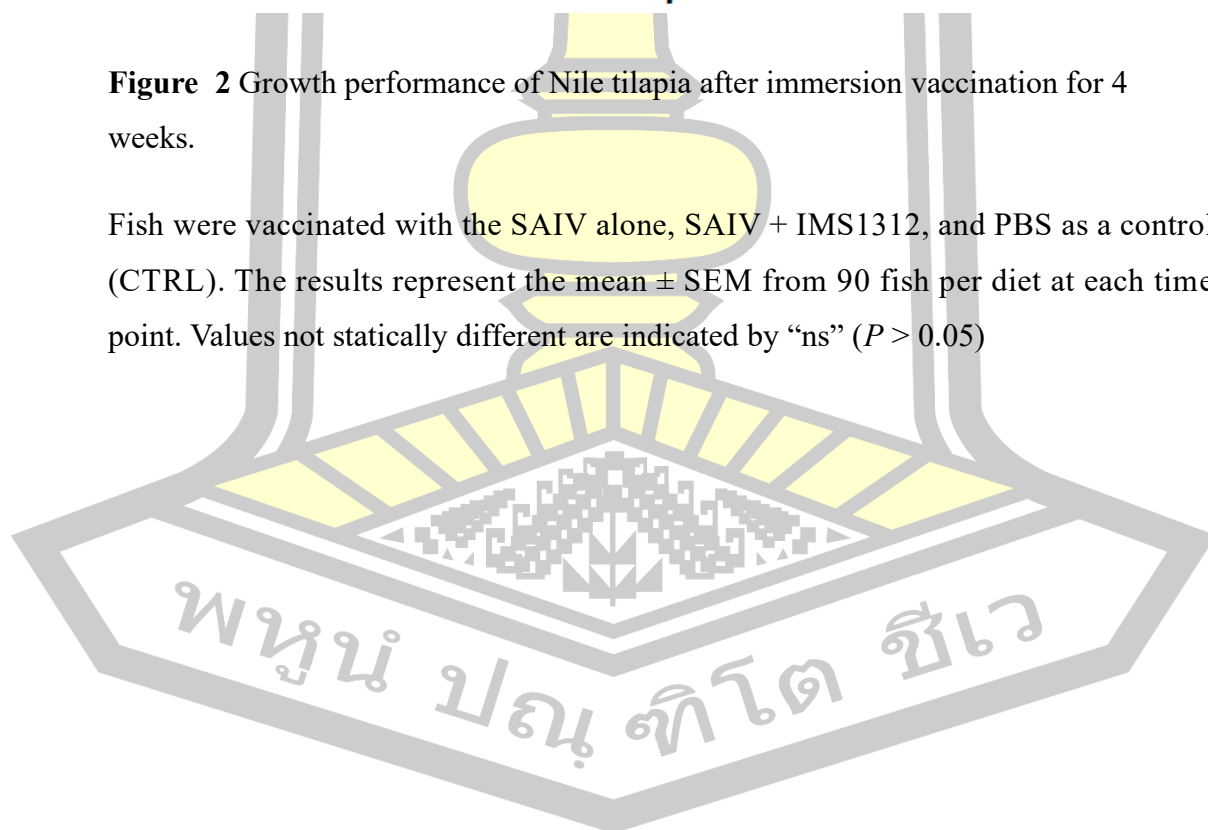 Figure 2 Growth performance of Nile tilapia after immersion vaccination for 4
weeks.
Fish were vaccinated with the SAIV alone, SAIV + IMS1312, and PBS as a control
(CTRL). The results represent the mean ± SEM from 90 fish per diet at each time
point. Values not statically different are indicated by “ns” (P > 0.05)
พหูนํ ปณฺฑิโต ชีเว